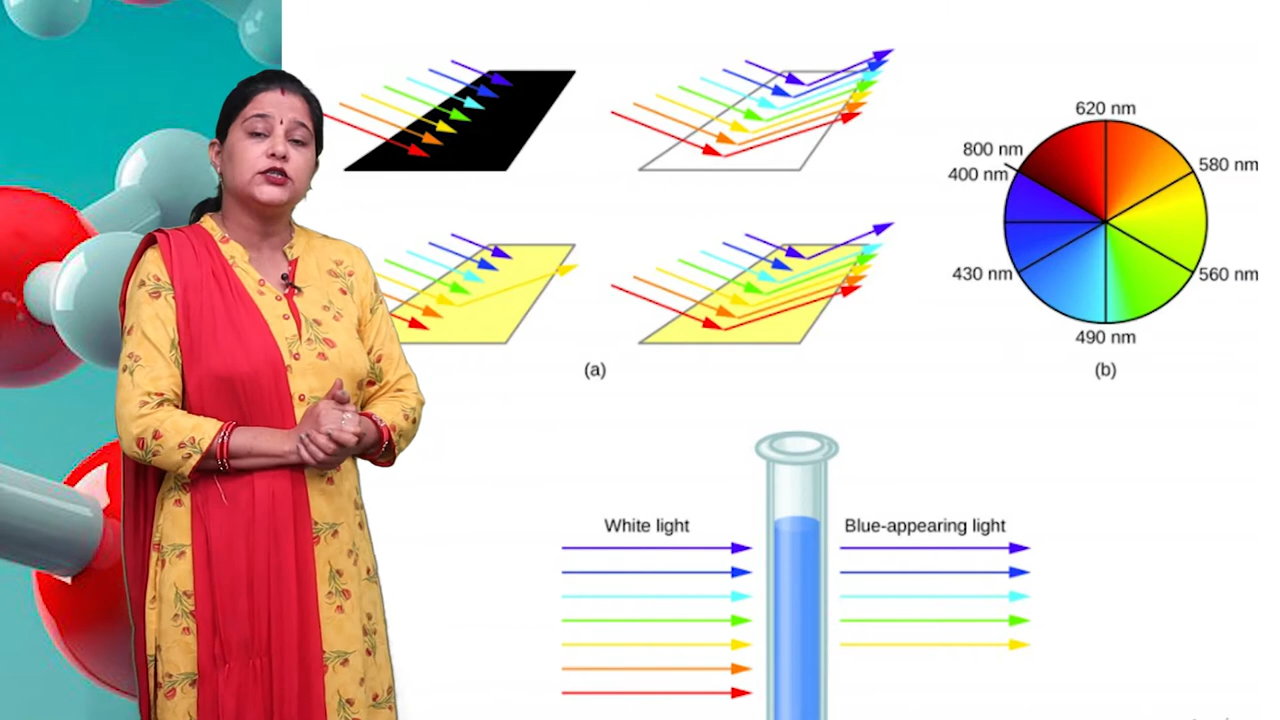 620 nm
800 nm
400 nm
580 nm
430 nm
560 nm
490 nm
(a)
(b)
White light
Blue-appearing light